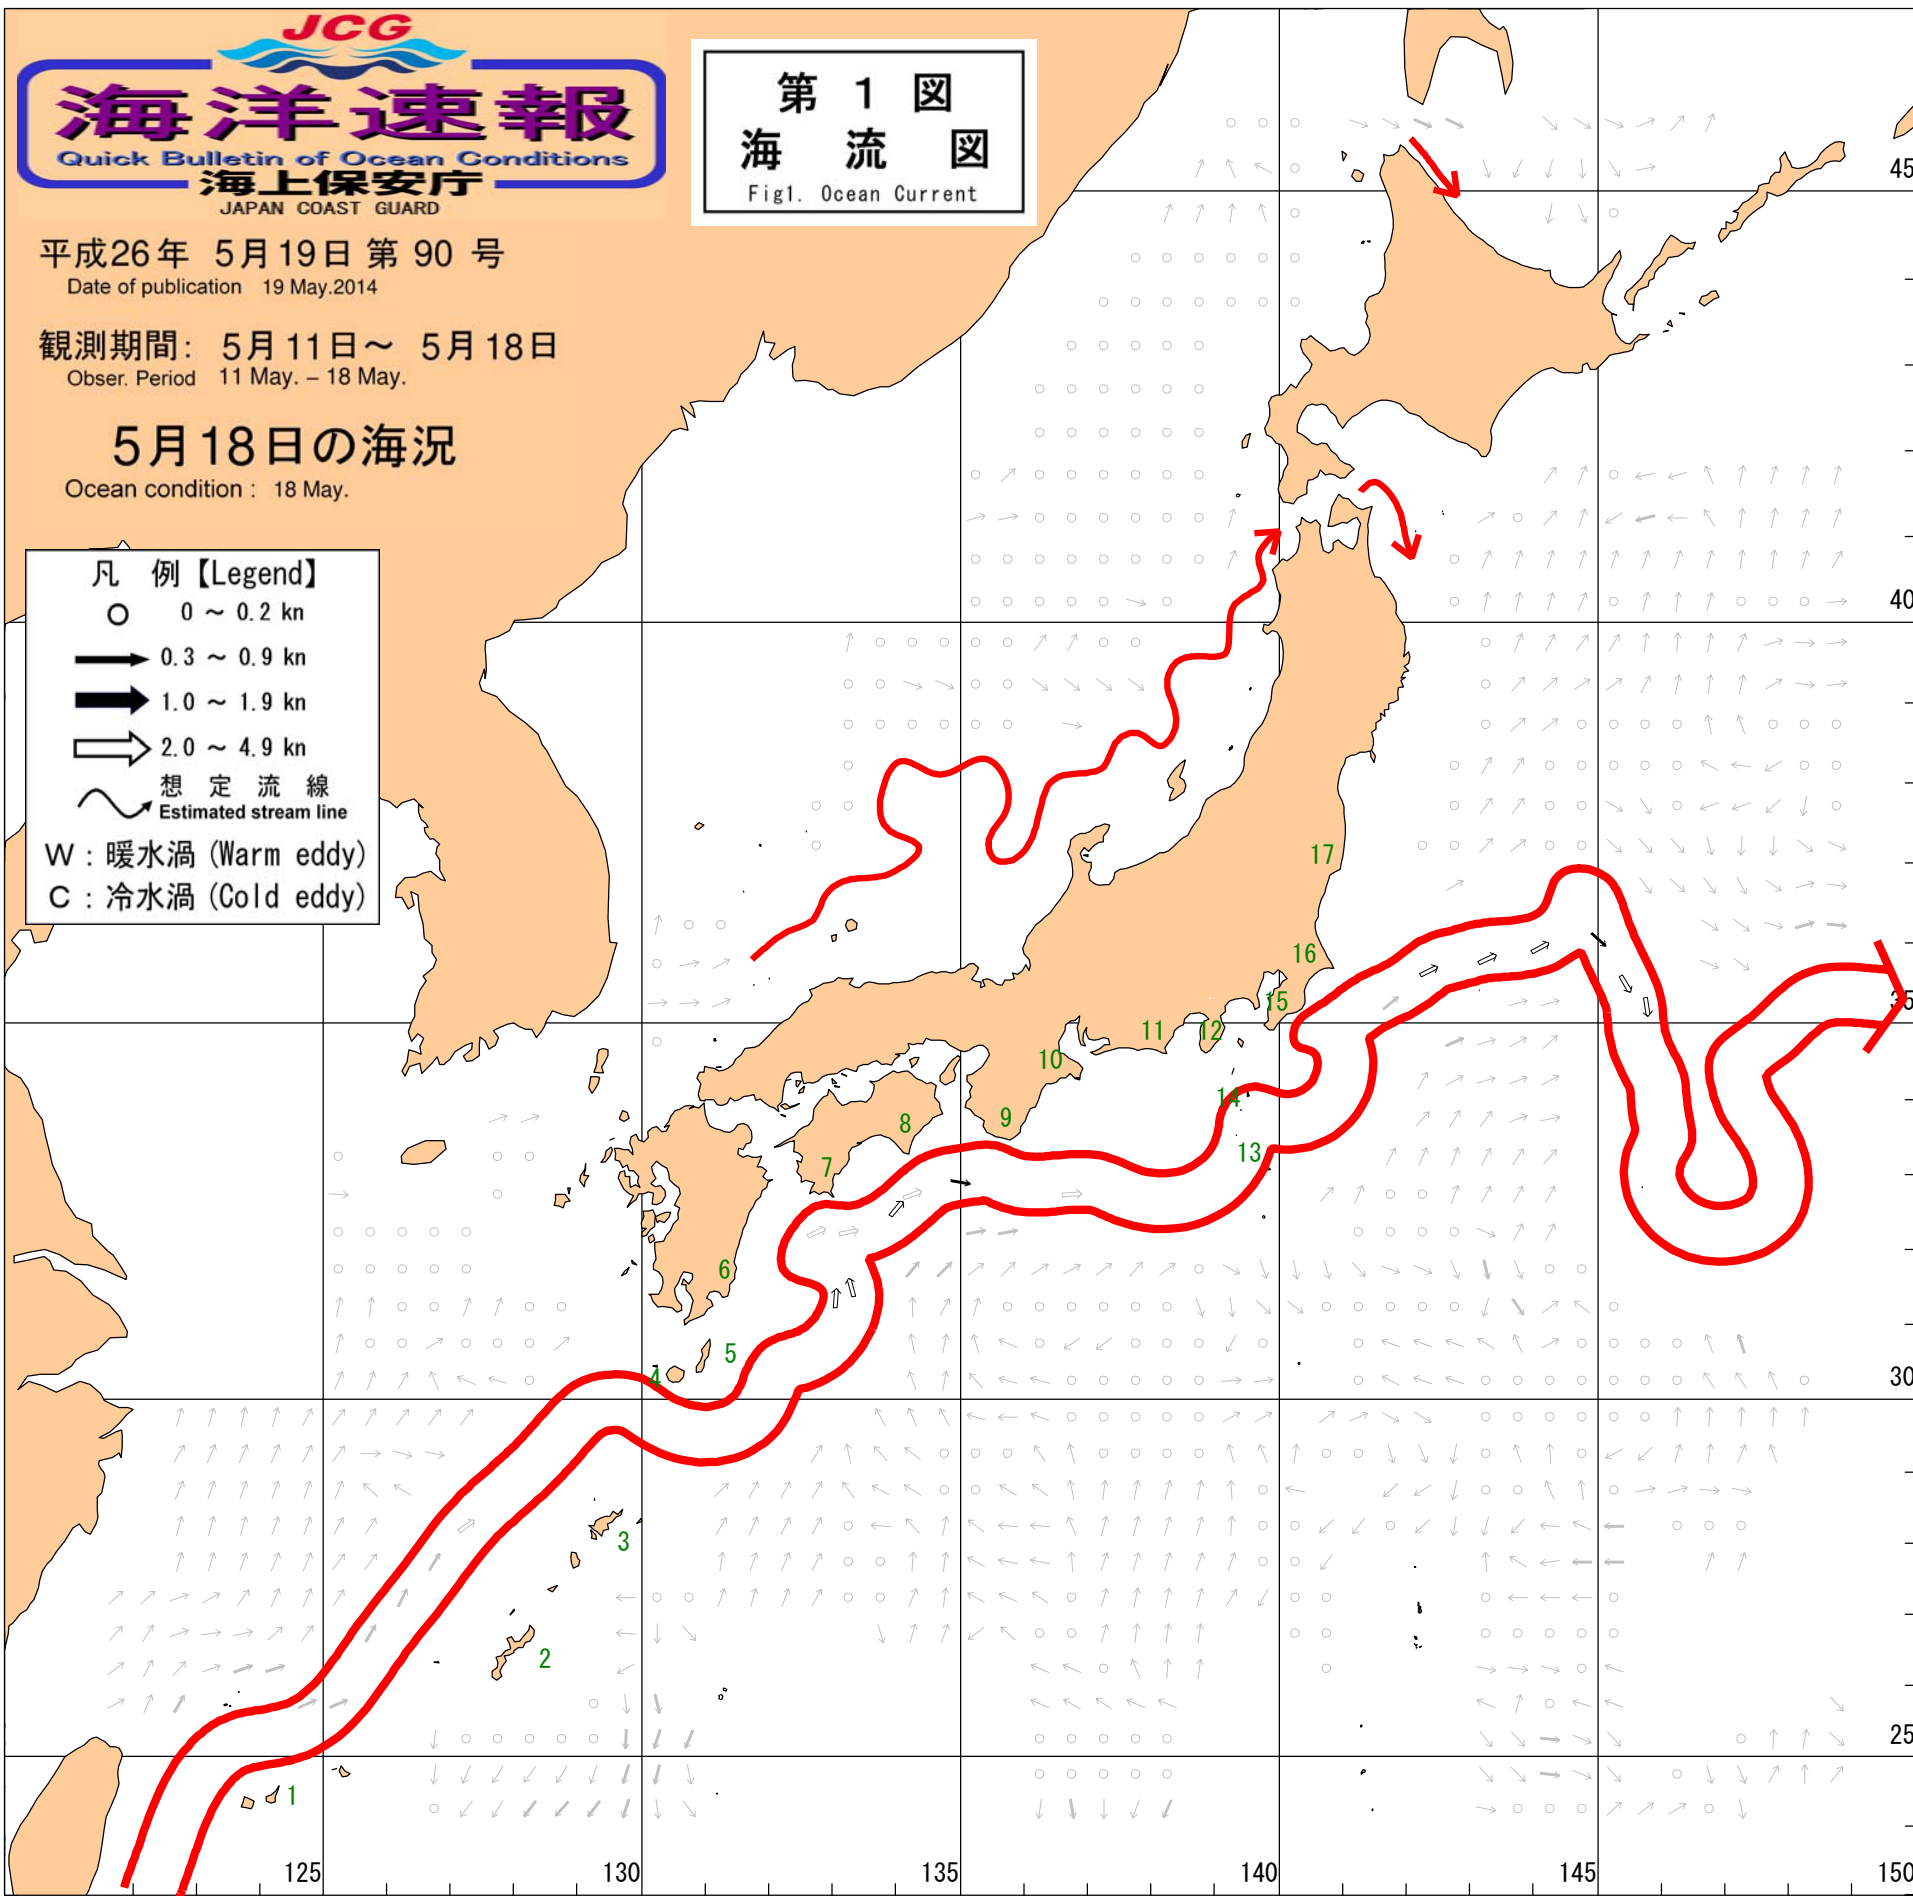 JCG
海洋速報
Quick Bulletin of Ocean Conditions
海上保安庁
JAPAN COAST GUARD
第 1 図
海 流 図
Fig1. Ocean Current
平成26年 5月19日 第 90 号
Date of publication 19 May.2014
観測期間: 5月11日～ 5月18日
Obser. Period 11 May. – 18 May.
5月18日の海況
Ocean condition : 18 May.
凡 例【Legend】
0 ～ 0.2 kn
0.3 ～ 0.9 kn
1.0 ～ 1.9 kn
2.0 ～ 4.9 kn
想 定 流 線
Estimated stream line
W : 暖水渦 (Warm eddy)
C : 冷水渦 (Cold eddy)
45
40
35
30
25
17
16
15
14
13
12
11
10
9
8
7
6
5
4
3
2
1
125
130
135
140
145
150